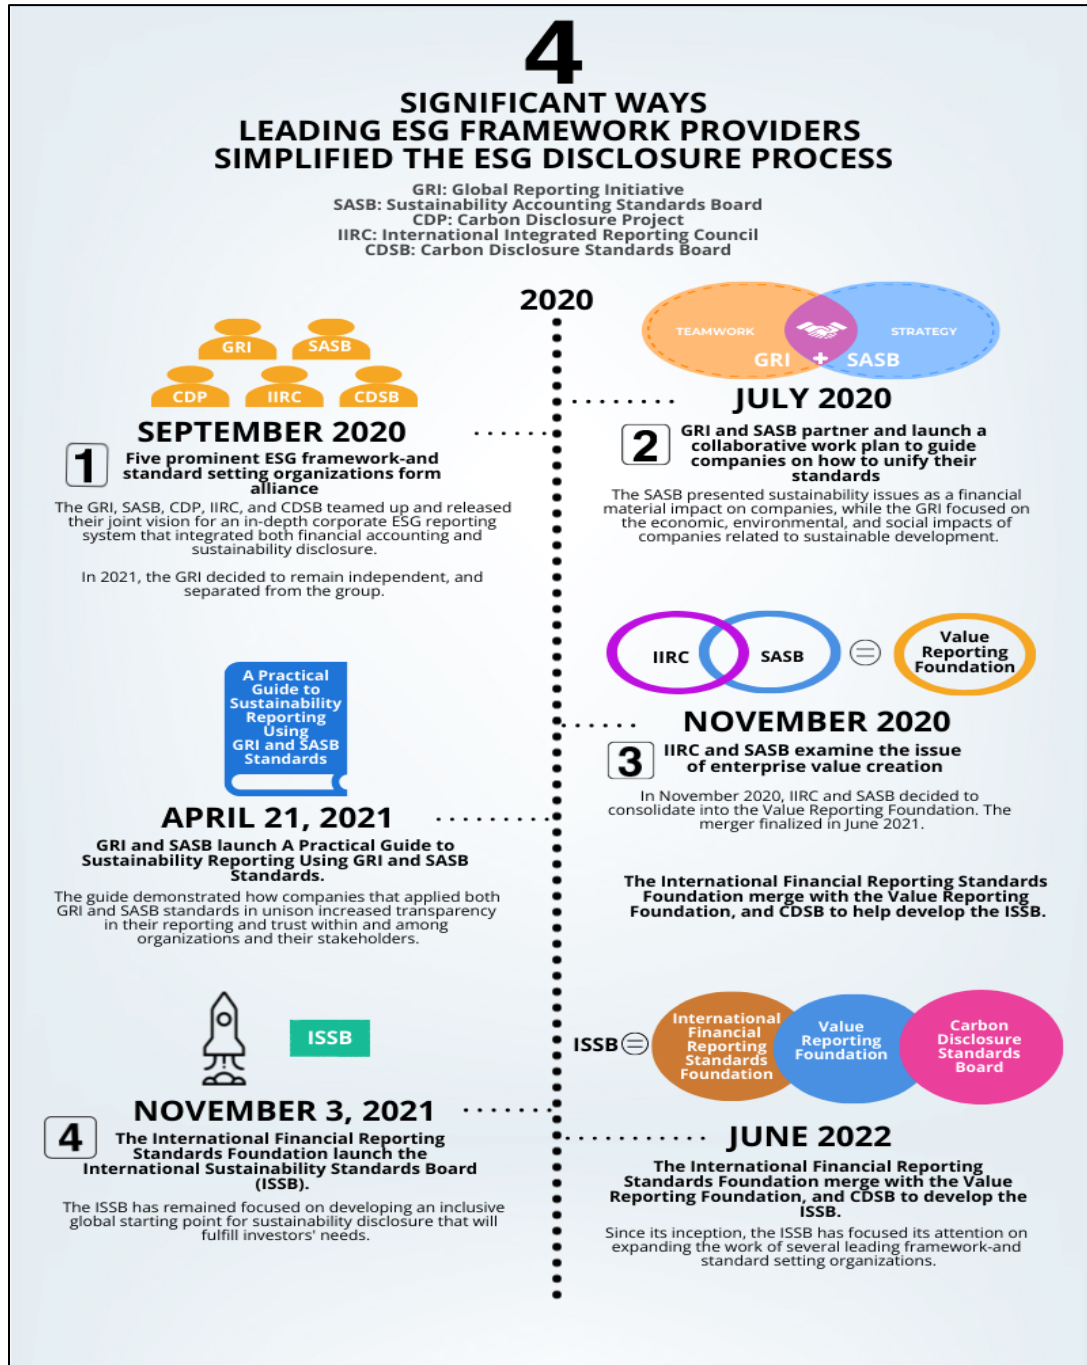 4
SIGNIFICANT WAYS
LEADING ESG FRAMEWORK PROVIDERS
SIMPLIFIED THE ESG DISCLOSURE PROCESS
GRI: Global Reporting Initiative
SASB: Sustainability Accounting Standards Board
CDP: Carbon Disclosure Project
IIRC: International Integrated Reporting Council
CDSB: Carbon Disclosure Standards Board
2020
GRI
SASB
CDP
IIRC
CDSB
SEPTEMBER 2020
1
Five prominent ESG framework-and
standard setting organizations form
alliance
The GRI, SASB, CDP, IIRC, and CDSB teamed up and released
their joint vision for an in-depth corporate ESG reporting
system that integrated both financial accounting and
sustainability disclosure.
In 2021, the GRI decided to remain independent, and
separated from the group.
TEAMWORK
STRATEGY
GRI + SASB
JULY 2020
2
GRI and SASB partner and launch a
collaborative work plan to guide
companies on how to unify their
standards
The SASB presented sustainability issues as a financial
material impact on companies, while the GRI focused on
the economic, environmental, and social impacts of
companies related to sustainable development.
IIRC
SASB
=
Value
Reporting
Foundation
NOVEMBER 2020
3
IIRC and SASB examine the issue
of enterprise value creation
In November 2020, IIRC and SASB decided to
consolidate into the Value Reporting Foundation. The
merger finalized in June 2021.
A Practical
Guide to
Sustainability
Reporting
Using
GRI and SASB
Standards
APRIL 21, 2021
GRI and SASB launch A Practical Guide to
Sustainability Reporting Using GRI and SASB
Standards.
The guide demonstrated how companies that applied both
GRI and SASB standards in unison increased transparency
in their reporting and trust within and among
organizations and their stakeholders.
The International Financial Reporting Standards
Foundation merge with the Value Reporting
Foundation, and CDSB to help develop the ISSB.
ISSB
NOVEMBER 3, 2021
4
The International Financial Reporting
Standards Foundation launch the
International Sustainability Standards Board
(ISSB).
The ISSB has remained focused on developing an inclusive
global starting point for sustainability disclosure that will
fulfill investors' needs.
ISSB =
International
Financial
Reporting
Standards
Foundation
Value
Reporting
Foundation
Carbon
Disclosure
Standards
Board
JUNE 2022
The International Financial Reporting
Standards Foundation merge with the Value
Reporting Foundation, and CDSB to develop the
ISSB.
Since its inception, the ISSB has focused its attention on
expanding the work of several leading framework-and
standard setting organizations.